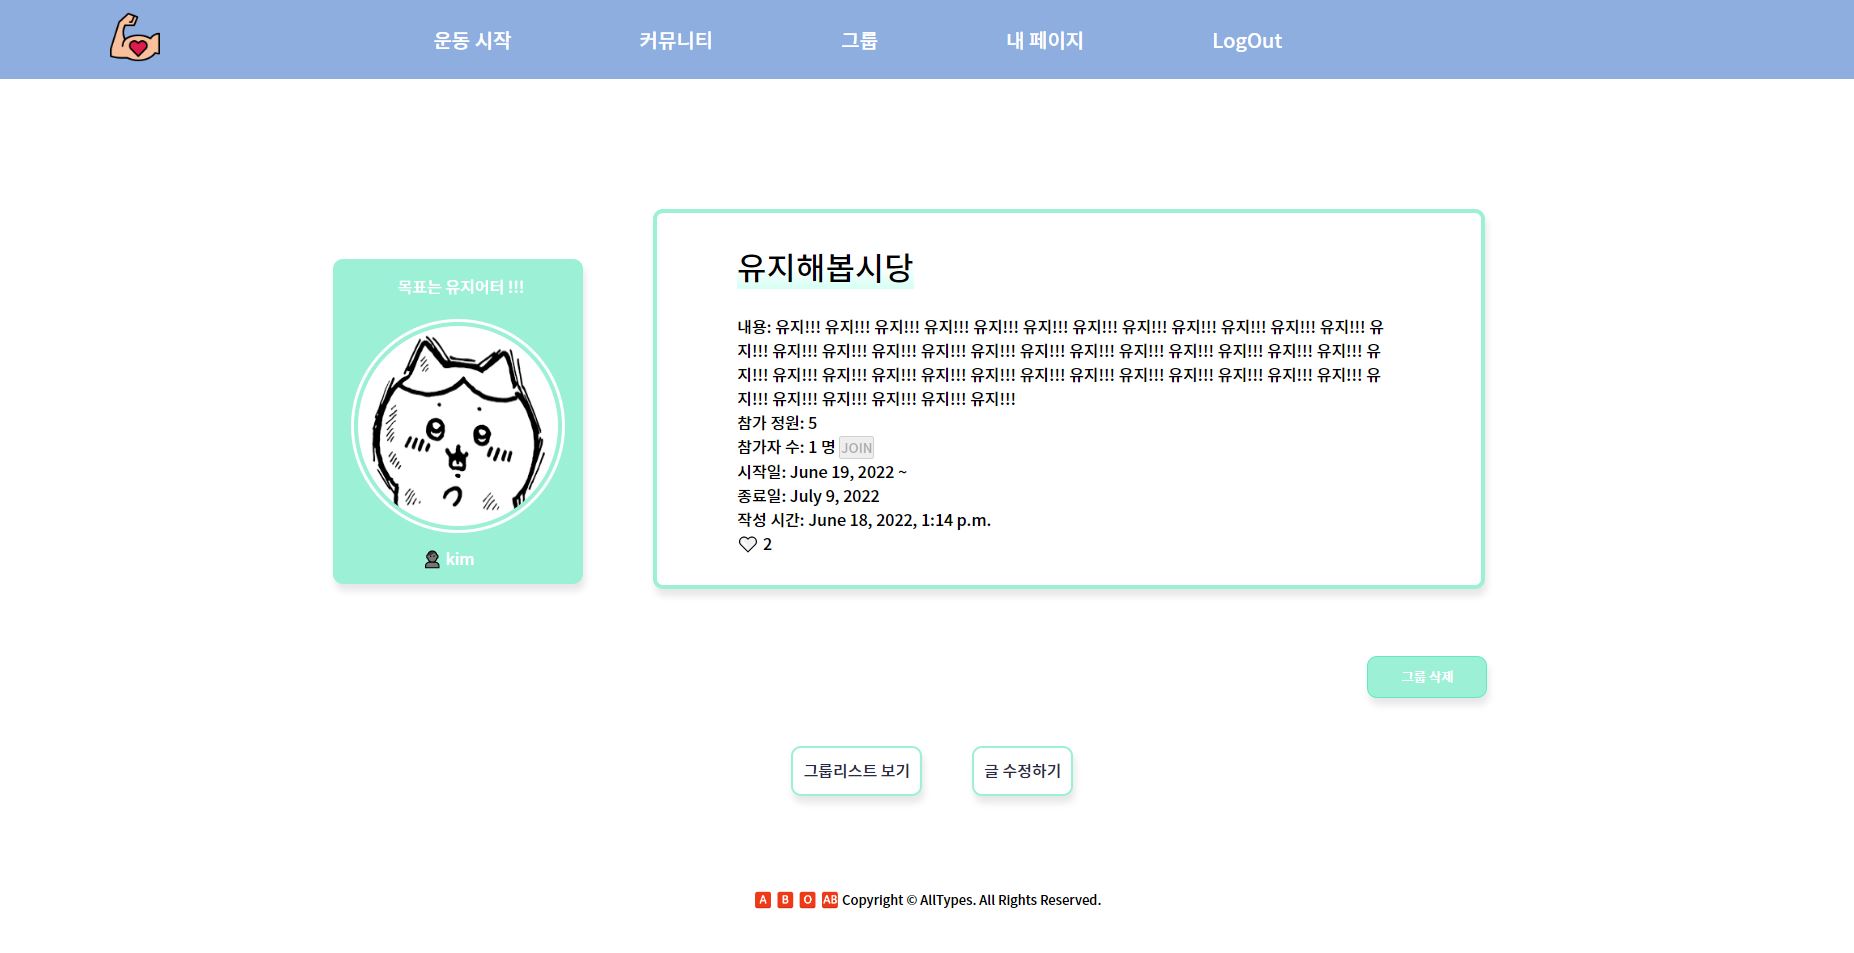 운동 시작 커뮤니티 그룹 내 페이지 LogOut
목표는 유지어터 !!!
kim
유지해봅시당
내용: 유지!!! 유지!!! 유지!!! 유지!!! 유지!!! 유지!!! 유지!!! 유지!!! 유지!!! 유지!!! 유지!!! 유지!!! 유
지!!! 유지!!! 유지!!! 유지!!! 유지!!! 유지!!! 유지!!! 유지!!! 유지!!! 유지!!! 유지!!! 유지!!! 유지!!! 유
지!!! 유지!!! 유지!!! 유지!!! 유지!!! 유지!!! 유지!!! 유지!!! 유지!!! 유지!!! 유지!!! 유지!!! 유지!!! 유
지!!! 유지!!! 유지!!! 유지!!! 유지!!! 유지!!!
참가 정원: 5
참가자 수: 1 명 JOIN
시작일: June 19, 2022 ~
종료일: July 9, 2022
작성 시간: June 18, 2022, 1:14 p.m.
2
그룹 삭제
그룹리스트 보기 글 수정하기
A B O AB Copyright © AllTypes. All Rights Reserved.